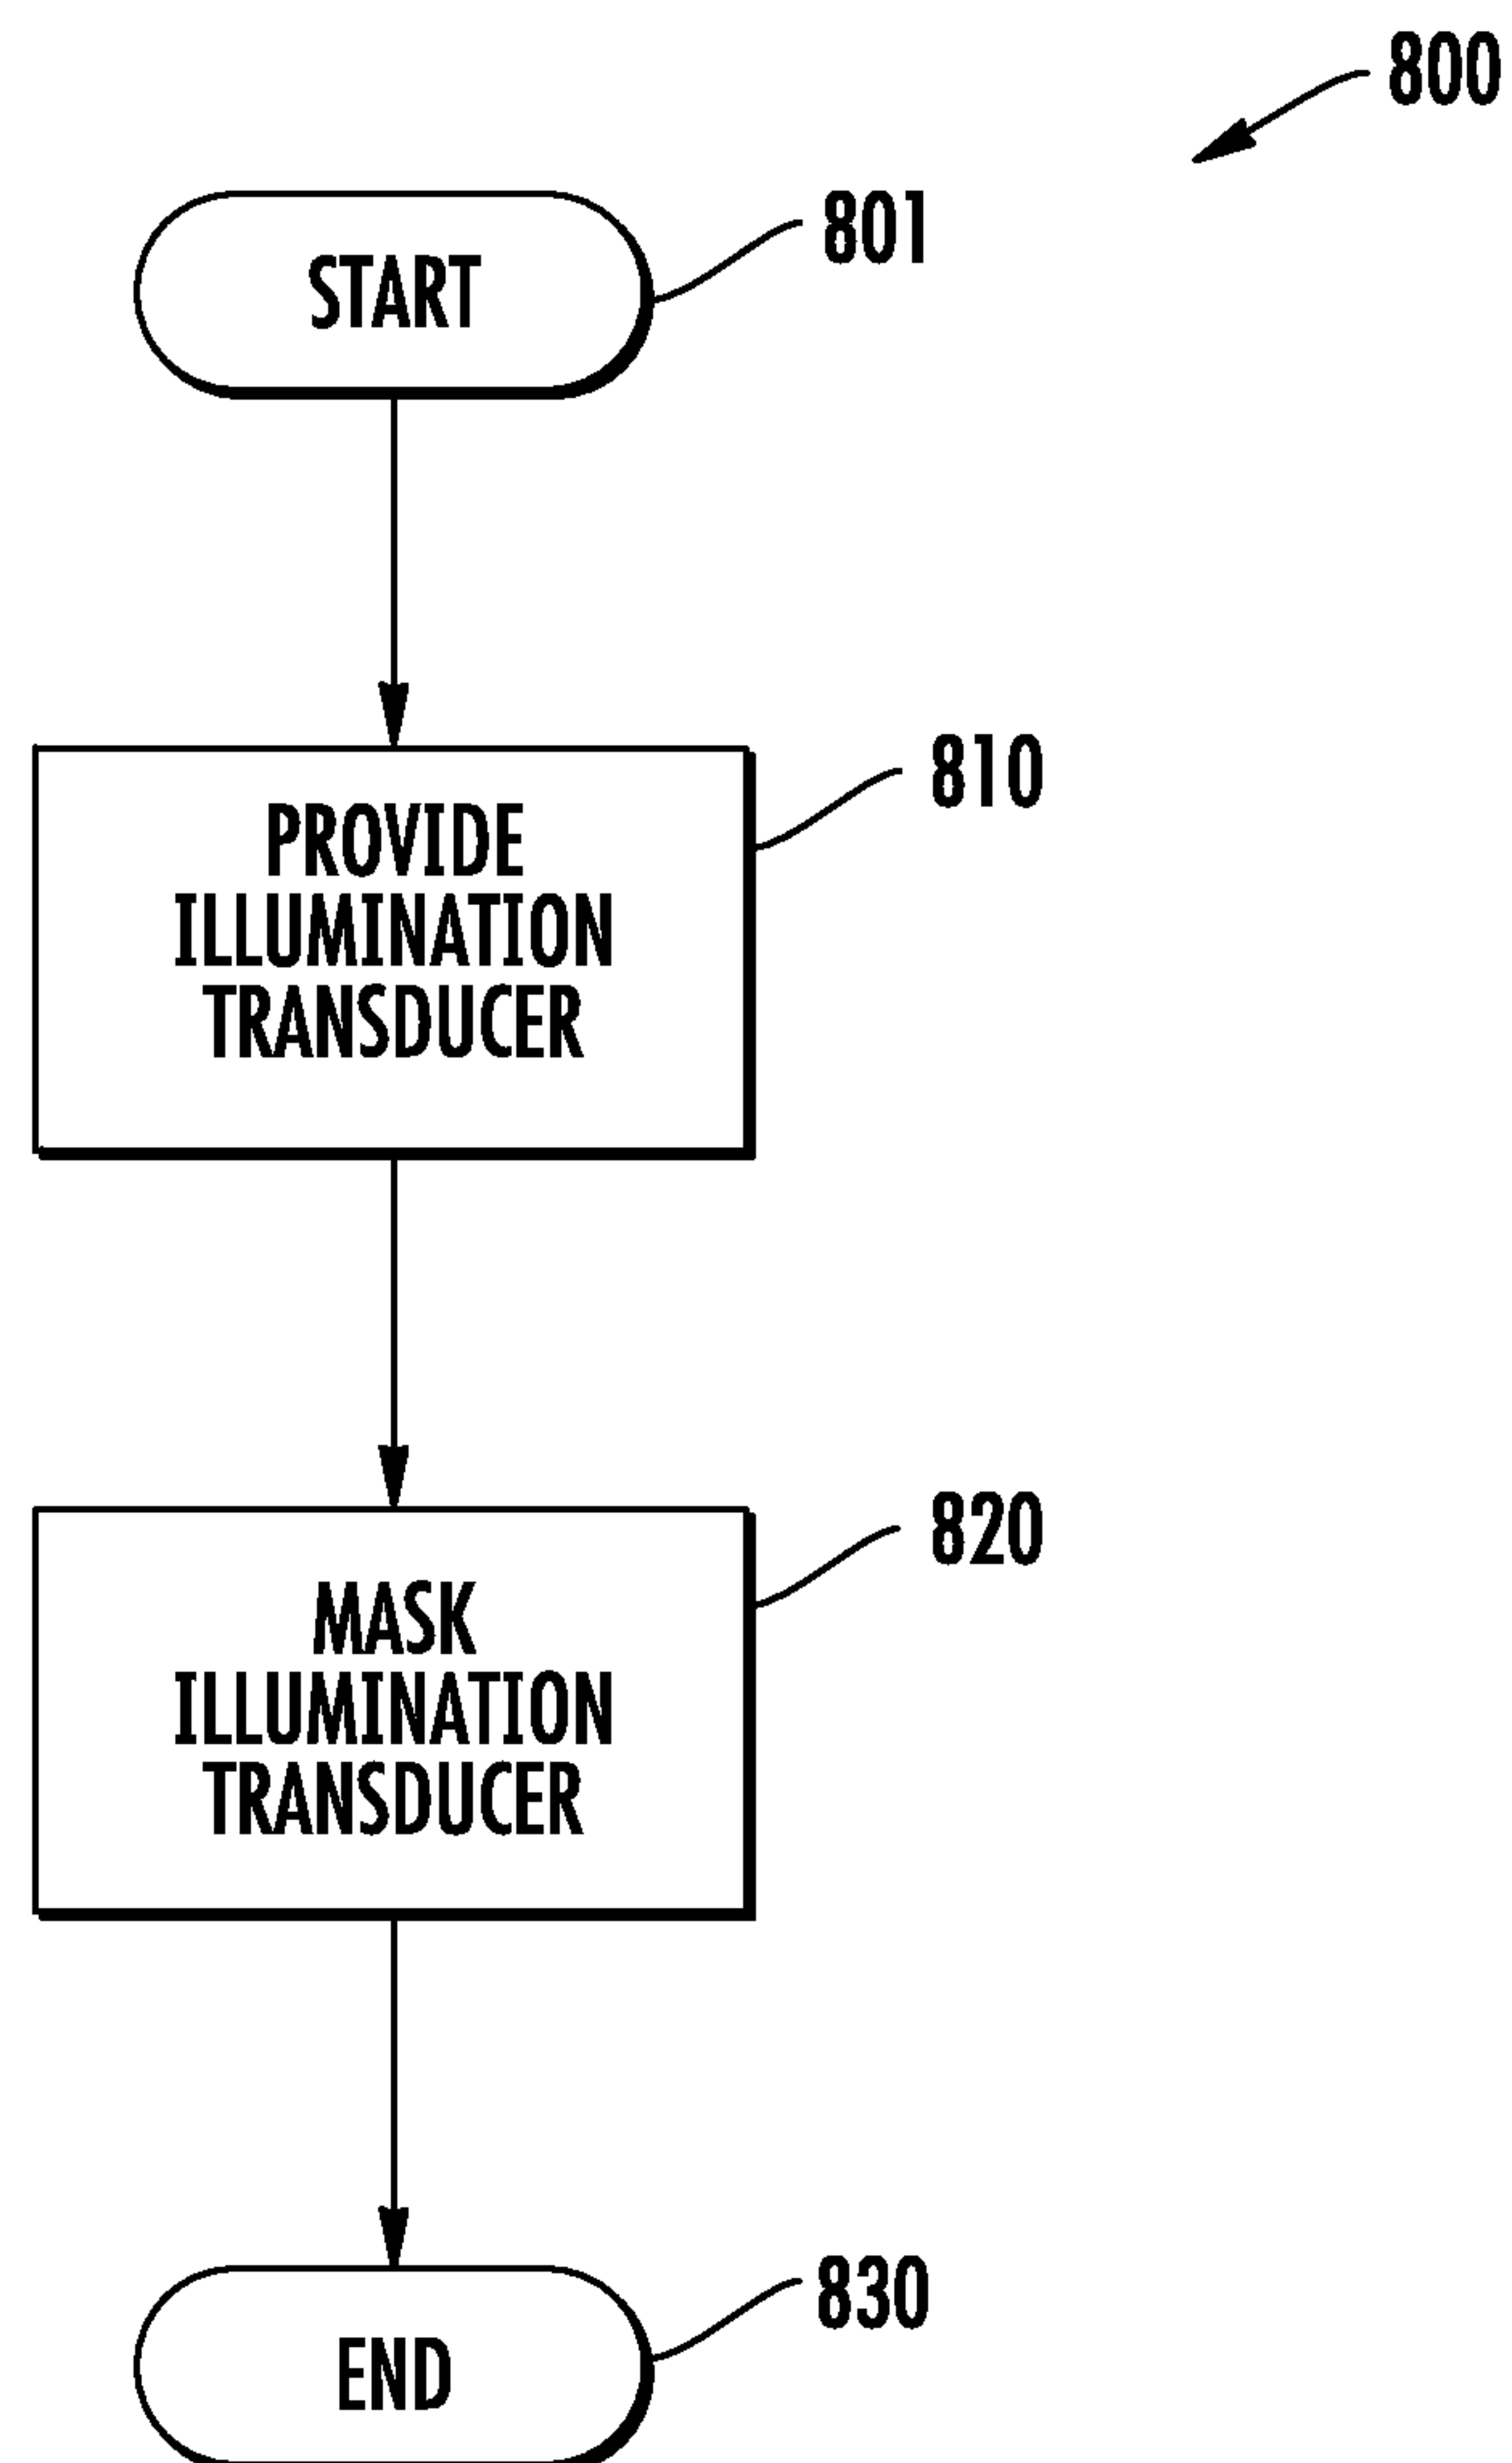 800
START
801
PROVIDE
ILLUMINATION
TRANSDUCER
810
MASK
ILLUMINATION
TRANSDUCER
820
END
830